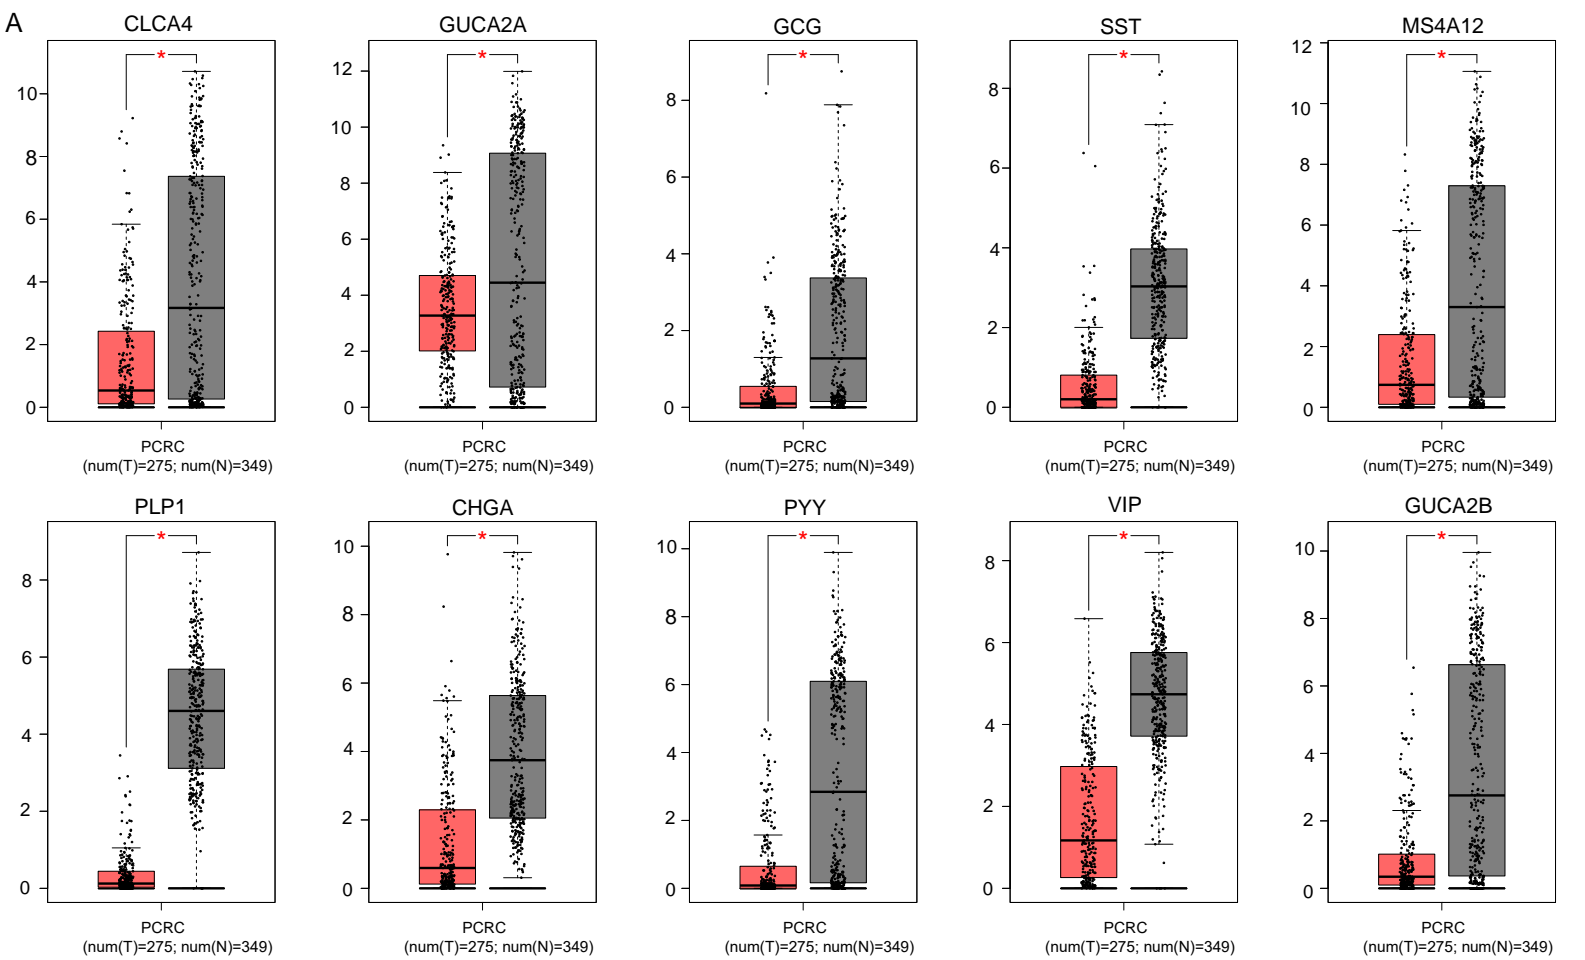 A
CLCA4
GUCA2A
GCG
SST
MS4A12
*
*
*
*
*
10
8
6
4
2
0
12
10
8
6
4
2
0
8
6
4
2
0
8
6
4
2
0
12
10
8
6
4
2
0
PCRC
(num(T)=275; num(N)=349)
PCRC
(num(T)=275; num(N)=349)
PCRC
(num(T)=275; num(N)=349)
PCRC
(num(T)=275; num(N)=349)
PCRC
(num(T)=275; num(N)=349)
PLP1
CHGA
PYY
VIP
GUCA2B
*
*
*
*
*
8
6
4
2
0
10
8
6
4
2
0
10
8
6
4
2
0
8
6
4
2
0
10
8
6
4
2
0
PCRC
(num(T)=275; num(N)=349)
PCRC
(num(T)=275; num(N)=349)
PCRC
(num(T)=275; num(N)=349)
PCRC
(num(T)=275; num(N)=349)
PCRC
(num(T)=275; num(N)=349)